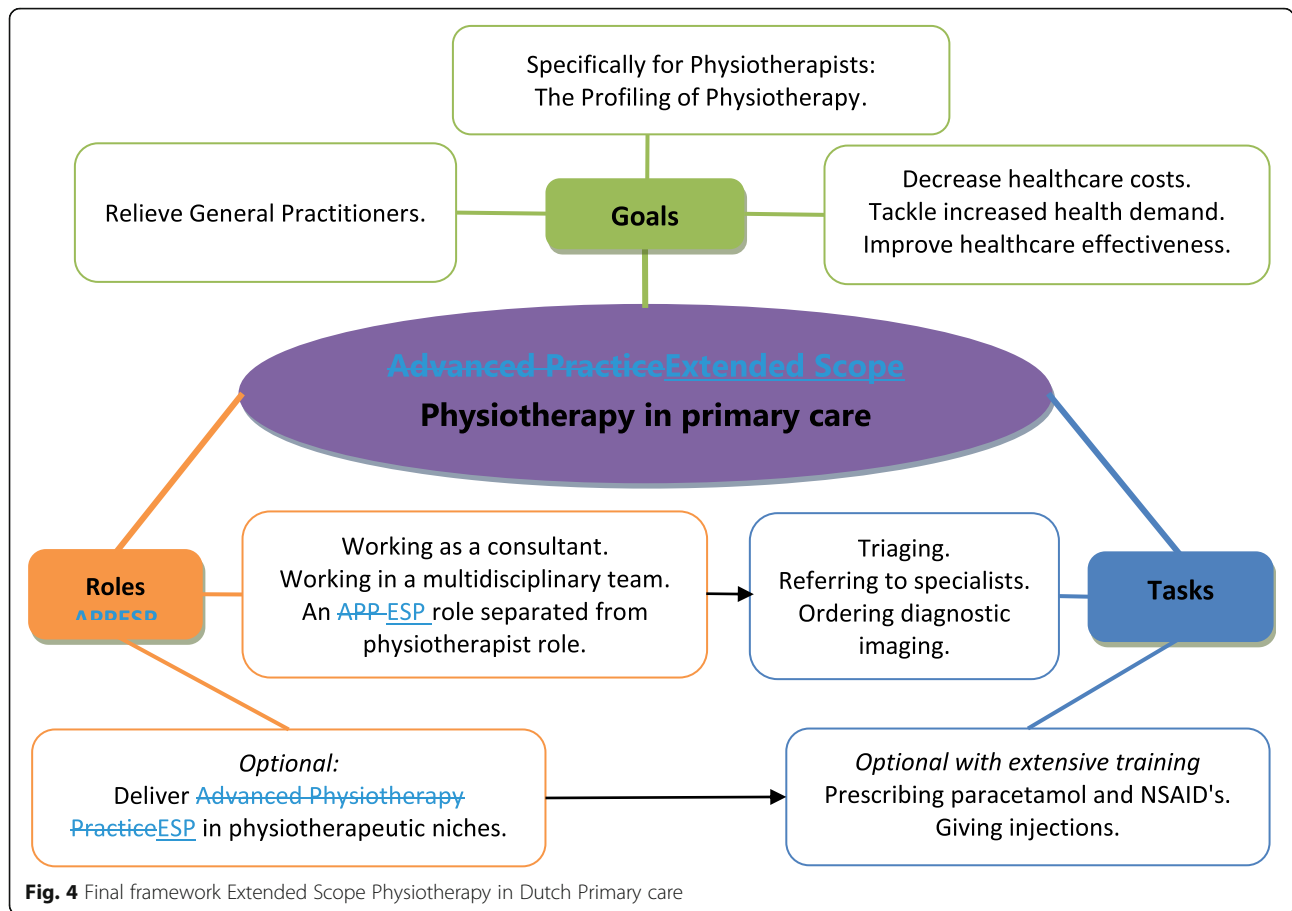 Specifically for Physiotherapists:
The Profiling of Physiotherapy.
Relieve General Practitioners.
Goals
Decrease healthcare costs.
Tackle increased health demand.
Improve healthcare effectiveness.
Advanced PracticeExtended Scope
Physiotherapy in primary care
Roles
APPESP
Working as a consultant.
Working in a multidisciplinary team.
An APP ESP role separated from
physiotherapist role.
Triaging.
Referring to specialists.
Ordering diagnostic
imaging.
Tasks
Optional:
Deliver Advanced Physiotherapy
PracticeESP in physiotherapeutic niches.
Optional with extensive training
Prescribing paracetamol and NSAID's.
Giving injections.
Fig. 4 Final framework Extended Scope Physiotherapy in Dutch Primary care